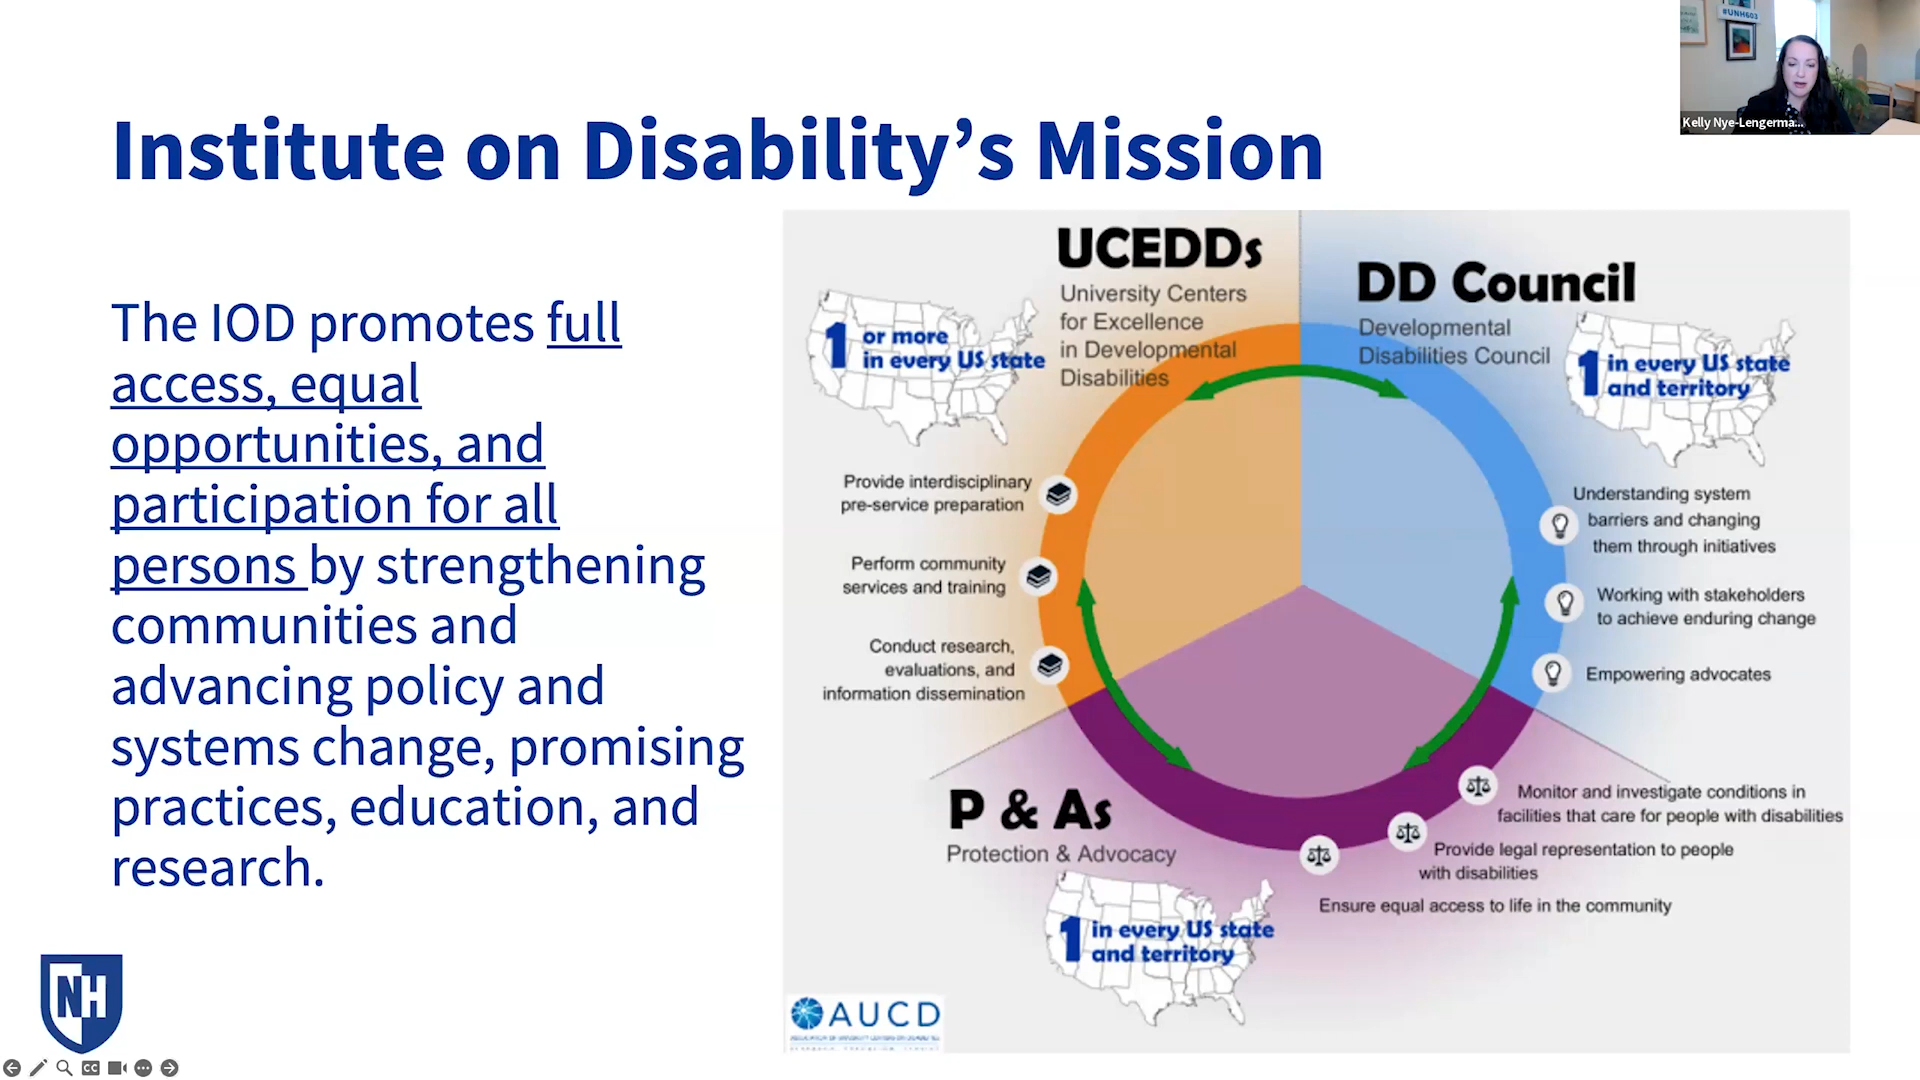 #UNH603
Kelly Nye-Lengerma...
Institute on Disability’s Mission
The IOD promotes full
access, equal
opportunities, and
participation for all
persons by strengthening
communities and
advancing policy and
systems change, promising
practices, education, and
research.
UCEDDs
University Centers
for Excellence
in Developmental
Disabilities
1 or more
in every US state
Provide interdisciplinary
pre-service preparation
Perform community
services and training
Conduct research,
evaluations, and
information dissemination
DD Council
Developmental
Disabilities Council
1 in every US state
and territory
Understanding system
barriers and changing
them through initiatives
Working with stakeholders
to achieve enduring change
Empowering advocates
P & As
Protection & Advocacy
1 in every US state
and territory
Monitor and investigate conditions in
facilities that care for people with disabilities
Provide legal representation to people
with disabilities
Ensure equal access to life in the community
AUCD
NH
CC